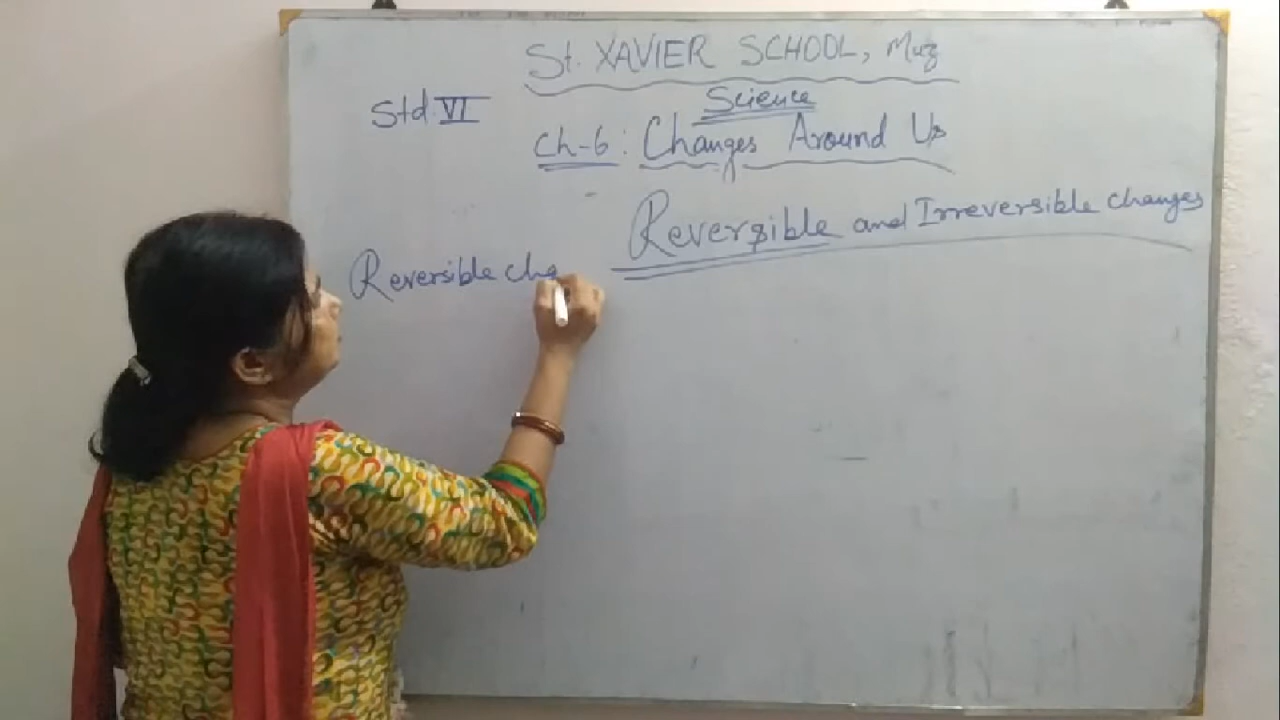 St. XAVIER SCHOOL, Muz
Std. VI
Science
Ch-6: Changes Around Us
Reversible and Irreversible changes
Reversible cha